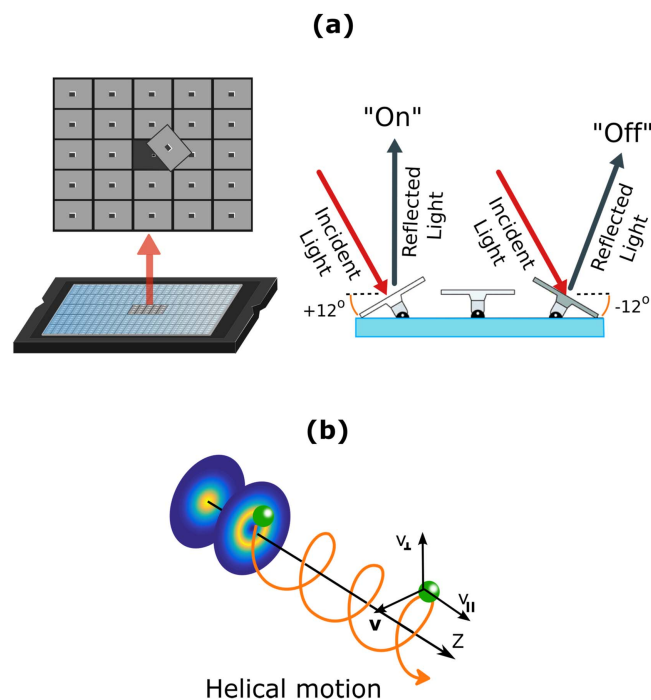 (a)
"On"
"Off"
Incident
Light
Reflected
Light
Incident
Light
Reflected
Light
+12°
-12°
(b)
V⊥
V||
V
Z
Helical motion